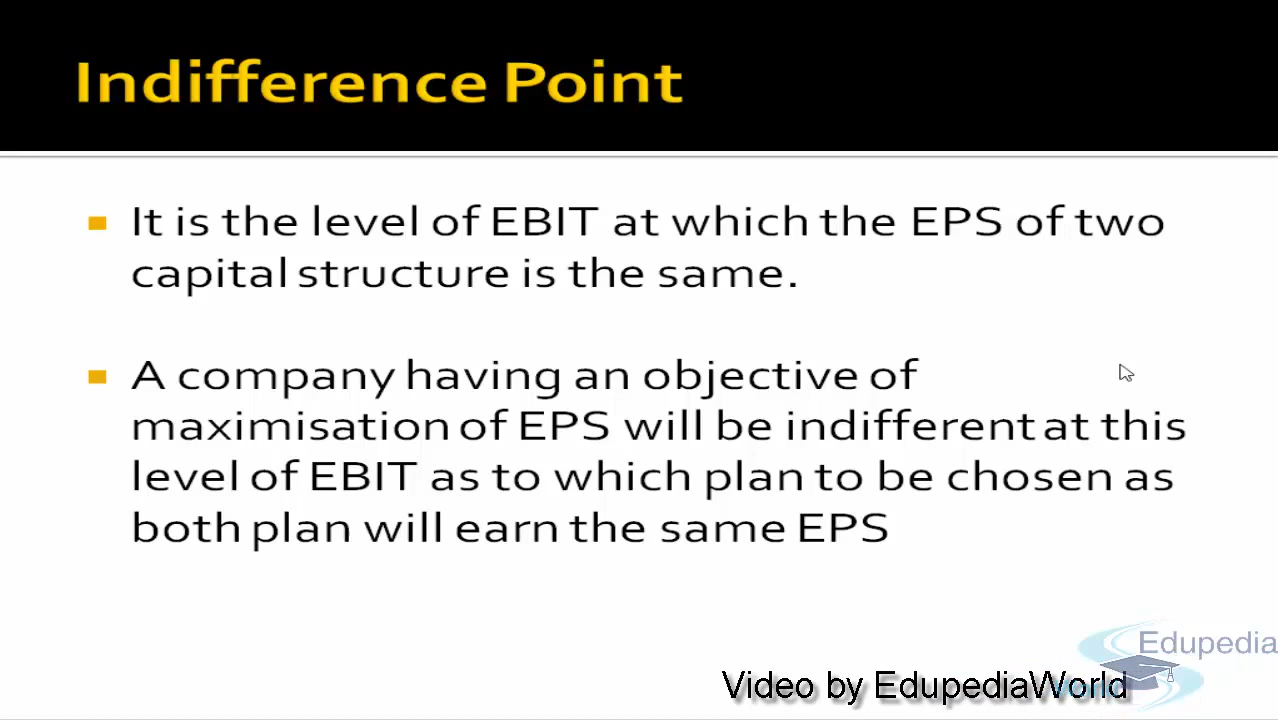 Indifference Point
It is the level of EBIT at which the EPS of two
capital structure is the same.
A company having an objective of
maximisation of EPS will be indifferent at this
level of EBIT as to which plan to be chosen as
both plan will earn the same EPS
Edupedia
World
Video by EdupediaWorld